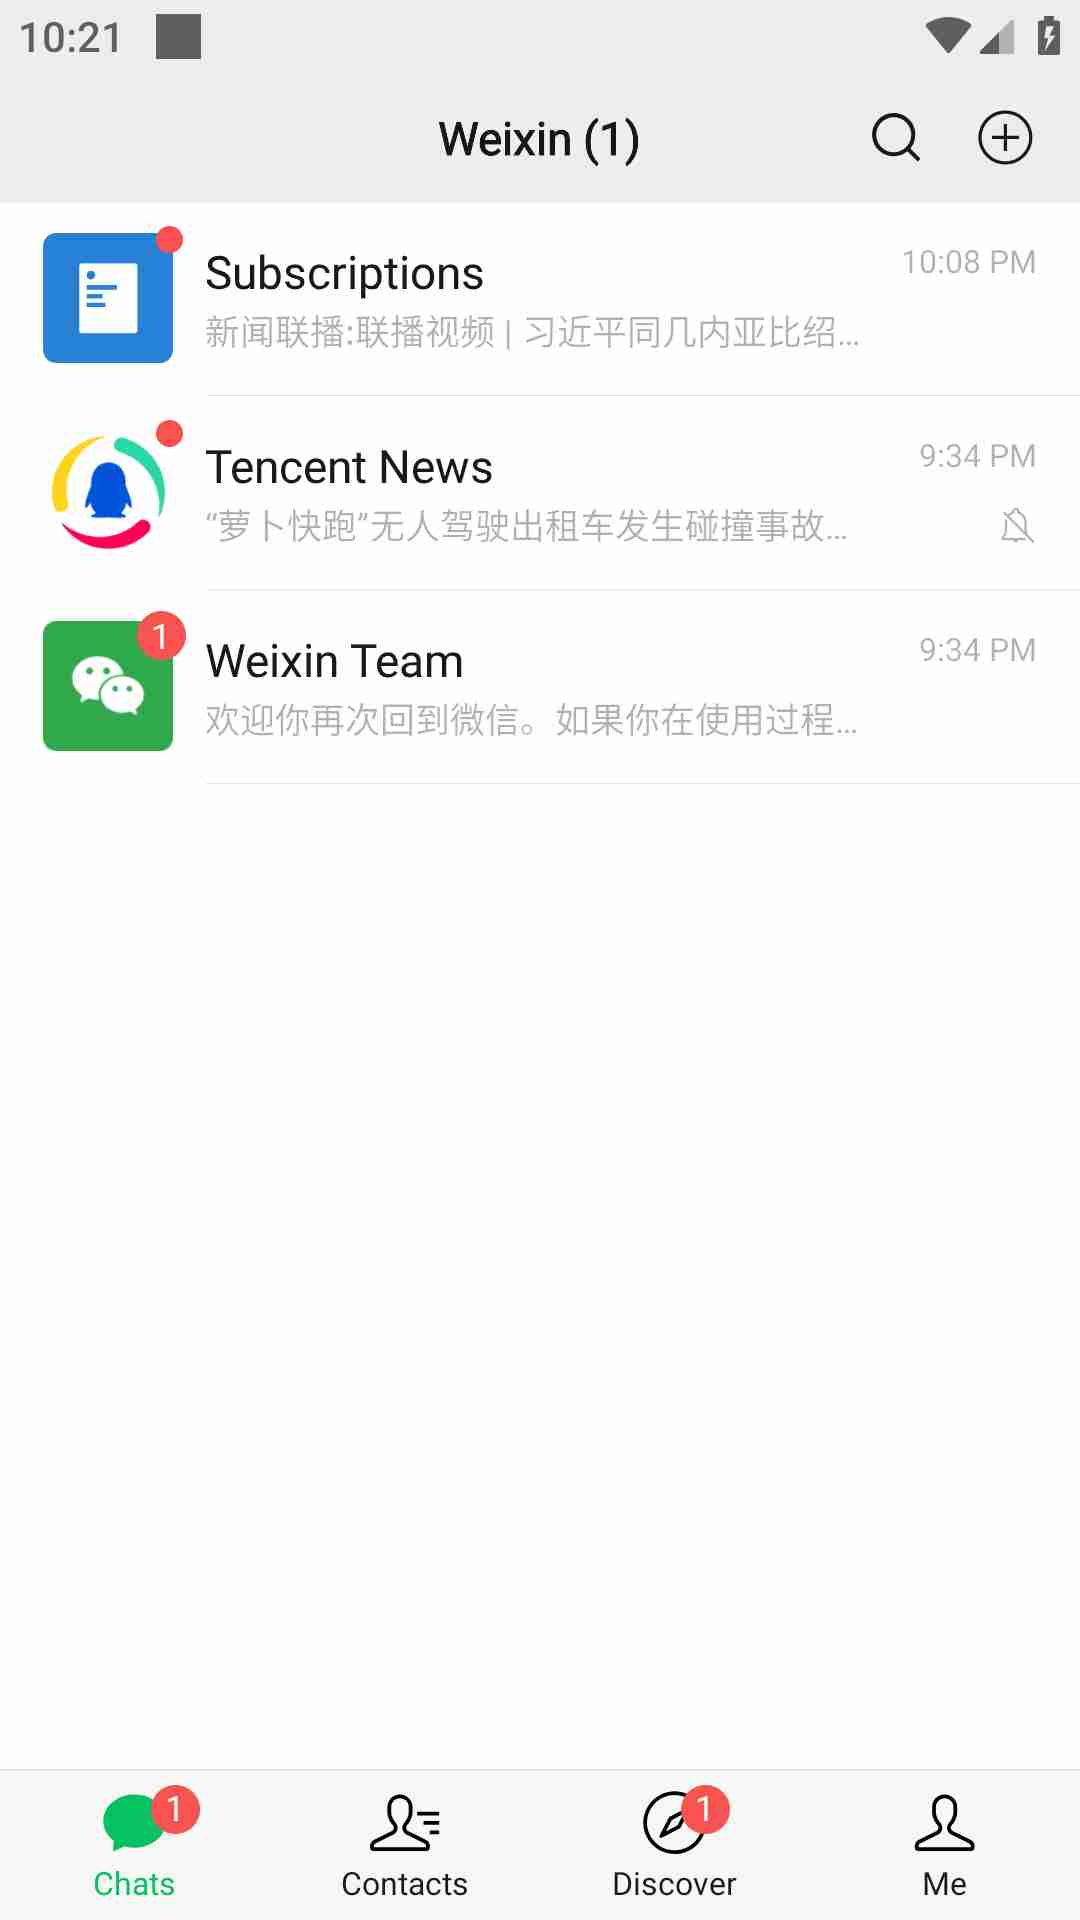 10:21
Weixin (1)
Subscriptions
10:08 PM
新闻联播:联播视频 | 习近平同几内亚比绍...
Tencent News
9:34 PM
“萝卜快跑”无人驾驶出租车发生碰撞事故...
1
Weixin Team
9:34 PM
欢迎你再次回到微信。如果你在使用过程...
1
1
Chats
Contacts
Discover
Me